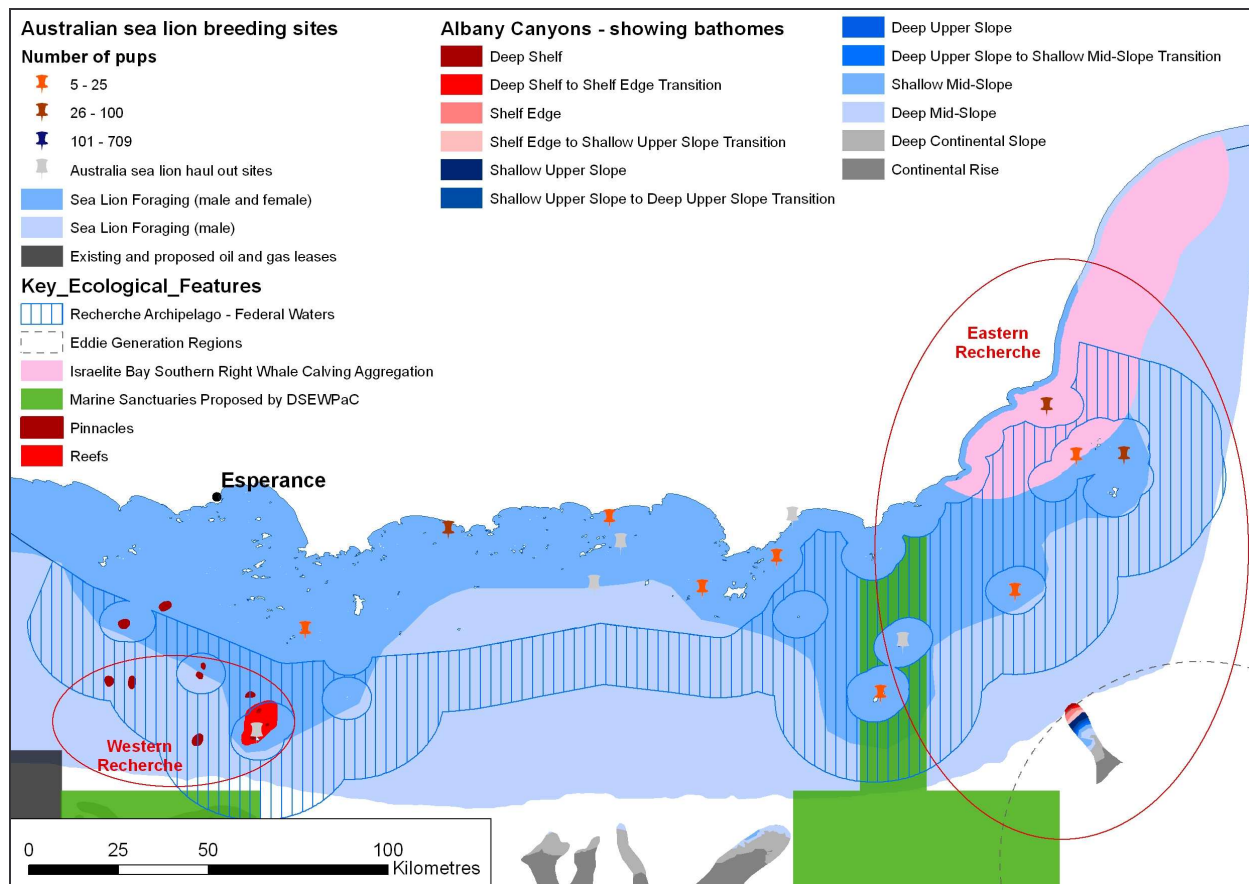 Australian sea lion breeding sites
Number of pups
5 - 25
26 - 100
101 - 709
Australia sea lion haul out sites
Sea Lion Foraging (male and female)
Sea Lion Foraging (male)
Existing and proposed oil and gas leases
Key_Ecological_Features
Recherche Archipelago - Federal Waters
Eddie Generation Regions
Israelite Bay Southern Right Whale Calving Aggregation
Marine Sanctuaries Proposed by DSEWPaC
Pinnacles
Reefs
Albany Canyons - showing bathomes
Deep Shelf
Deep Shelf to Shelf Edge Transition
Shelf Edge
Shelf Edge to Shallow Upper Slope Transition
Shallow Upper Slope
Shallow Upper Slope to Deep Upper Slope Transition
Deep Upper Slope
Deep Upper Slope to Shallow Mid-Slope Transition
Shallow Mid-Slope
Deep Mid-Slope
Deep Continental Slope
Continental Rise
Eastern
Recherche
Esperance
Western
Recherche
0 25 50 100
Kilometres